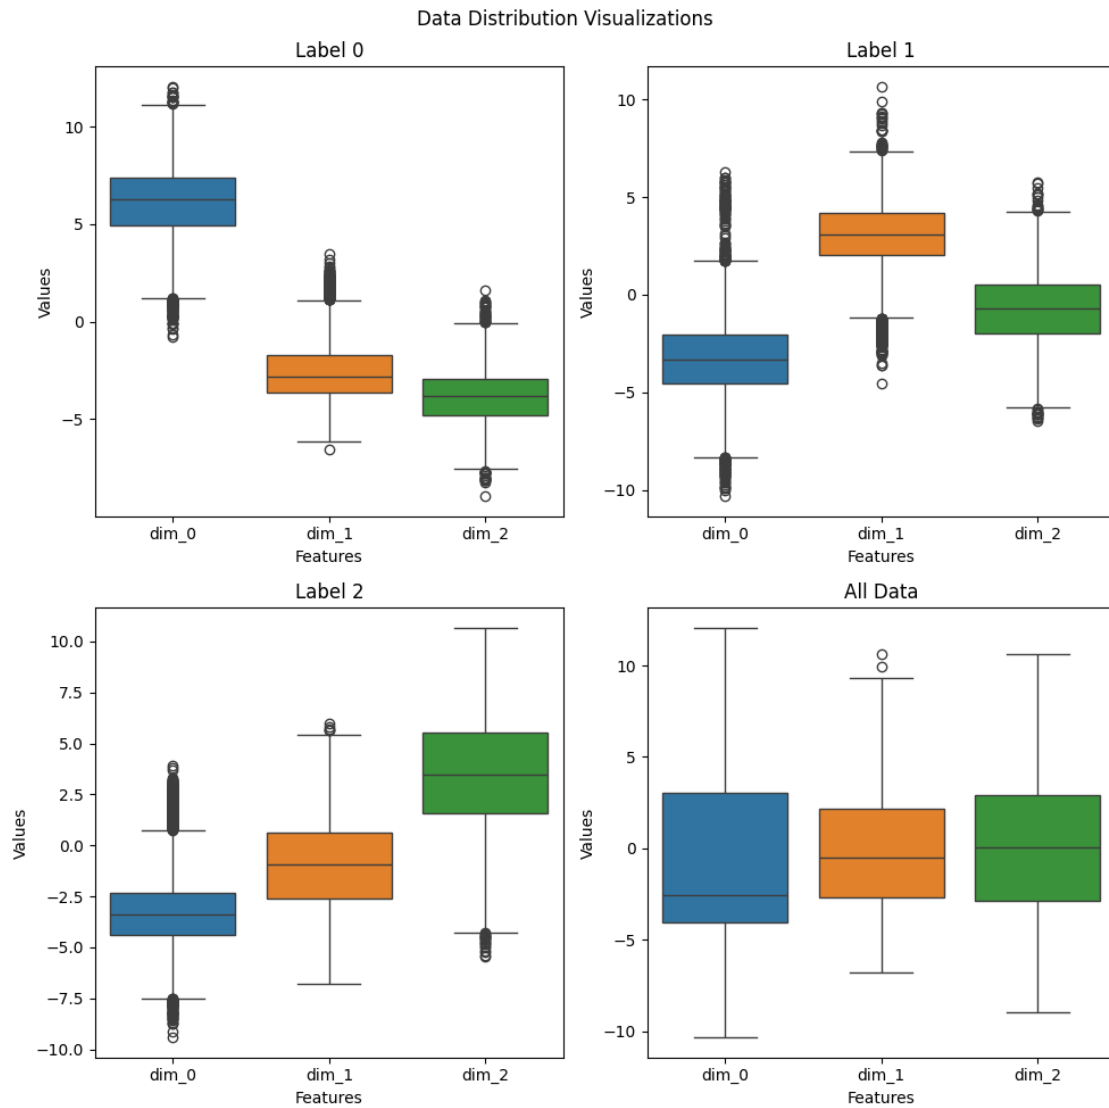 Data Distribution Visualizations
Label 0
Values
10
5
0
−5
dim_0 dim_1 dim_2
Features
Label 1
Values
10
5
0
−5
−10
dim_0 dim_1 dim_2
Features
Label 2
Values
10.0
7.5
5.0
2.5
0.0
−2.5
−5.0
−7.5
−10.0
dim_0 dim_1 dim_2
Features
All Data
Values
10
5
0
−5
−10
dim_0 dim_1 dim_2
Features